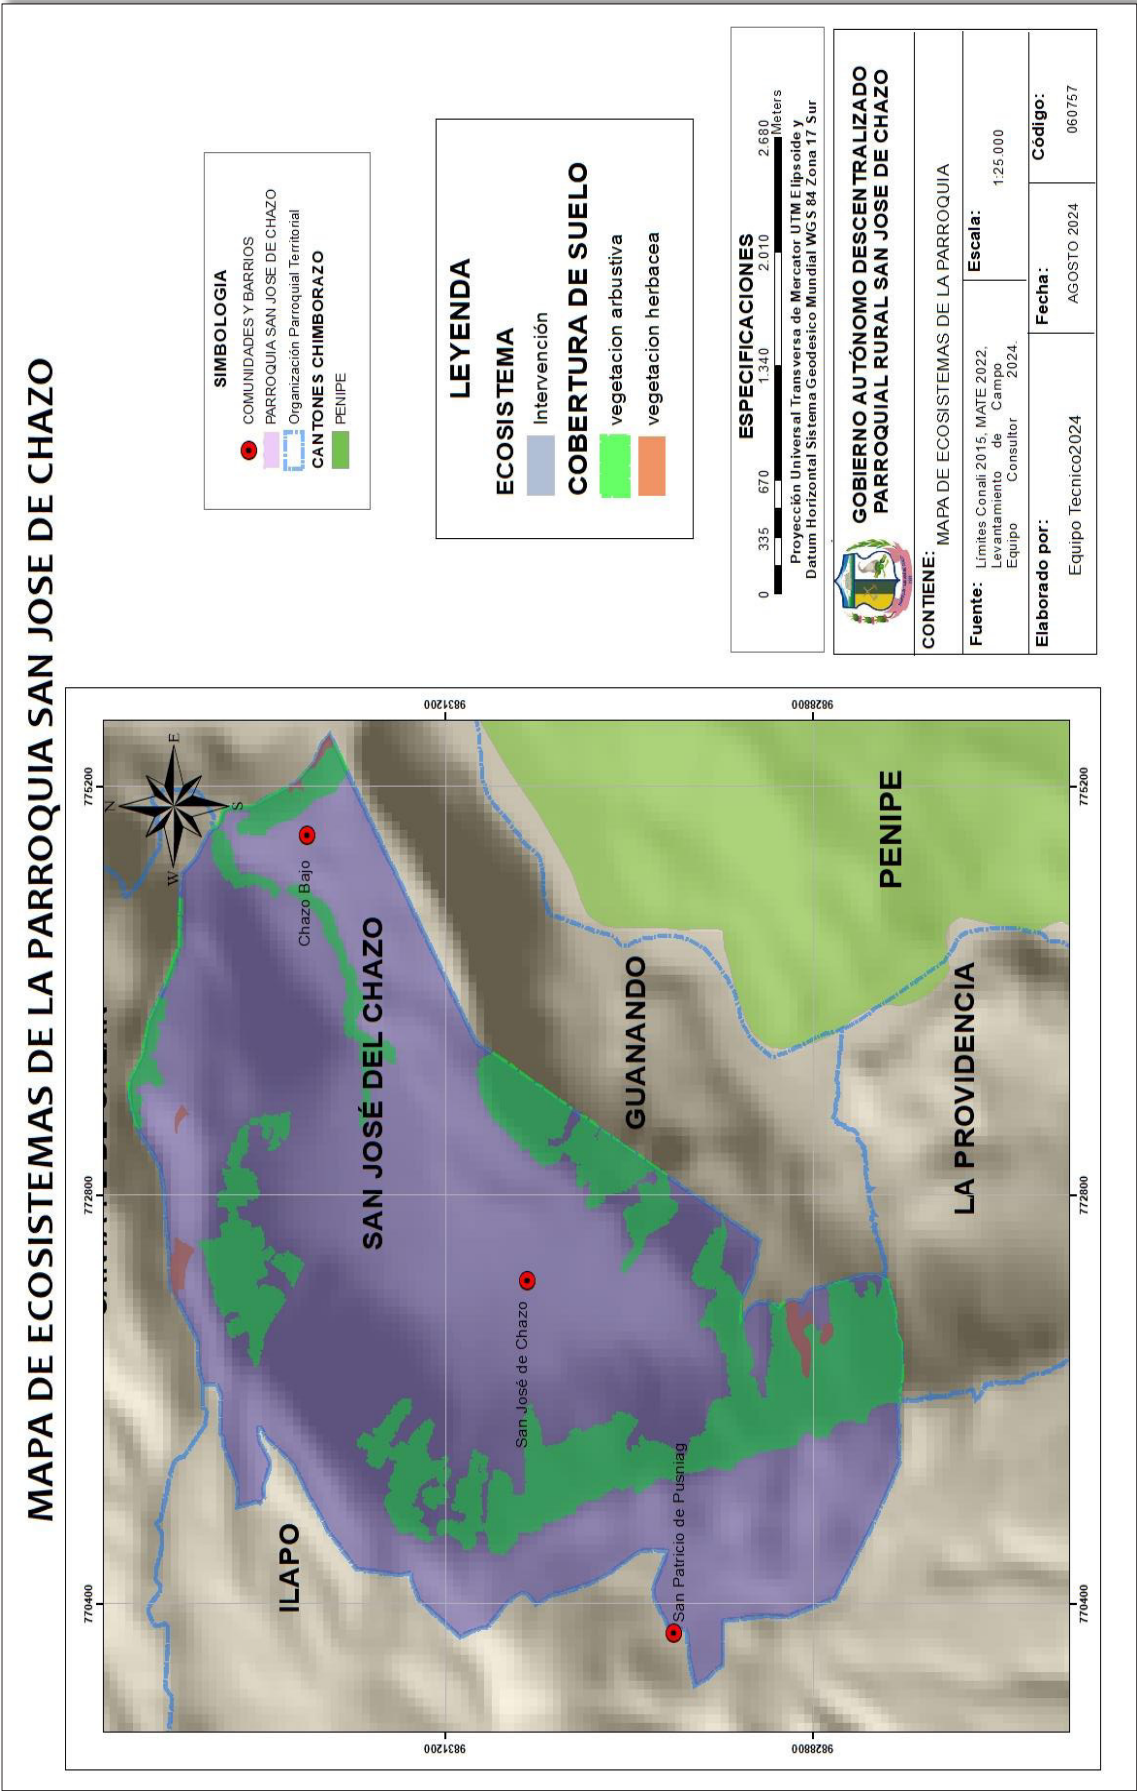 MAPA DE ECOSISTEMAS DE LA PARROQUIA SAN JOSE DE CHAZO
775200
772800
770400
9831200
9828800
N
E
S
W
Chazo Bajo
SAN JOSÉ DEL CHAZO
San José de Chazo
San Patricio de Pusniag
ILAPO
GUANANDO
PENIPE
LA PROVIDENCIA
9831200
9828800
775200
772800
770400
SIMBOLOGIA
COMUNIDADES Y BARRIOS
PARROQUIA SAN JOSE DE CHAZO
Organización Parroquial Territorial
CANTONES CHIMBORAZO
PENIPE
LEYENDA
ECOSISTEMA
Intervención
COBERTURA DE SUELO
vegetacion arbustiva
vegetacion herbacea
ESPECIFICACIONES
0 335 670 1.340 2.010 2.680
Meters
Proyección Universal Transversa de Mercator UTM Elipsoide y
Datum Horizontal Sistema Geodesico Mundial WGS 84 Zona 17 Sur
GOBIERNO AUTÓNOMO DESCENTRALIZADO
PARROQUIAL RURAL SAN JOSE DE CHAZO
CONTIENE:
MAPA DE ECOSISTEMAS DE LA PARROQUIA
Fuente: Límites Conali 2015, MATE 2022,
Levantamiento de Campo
Equipo Consultor 2024.
Escala:
1:25.000
Elaborado por:
Equipo Tecnico2024
Fecha:
AGOSTO 2024
Código:
060757